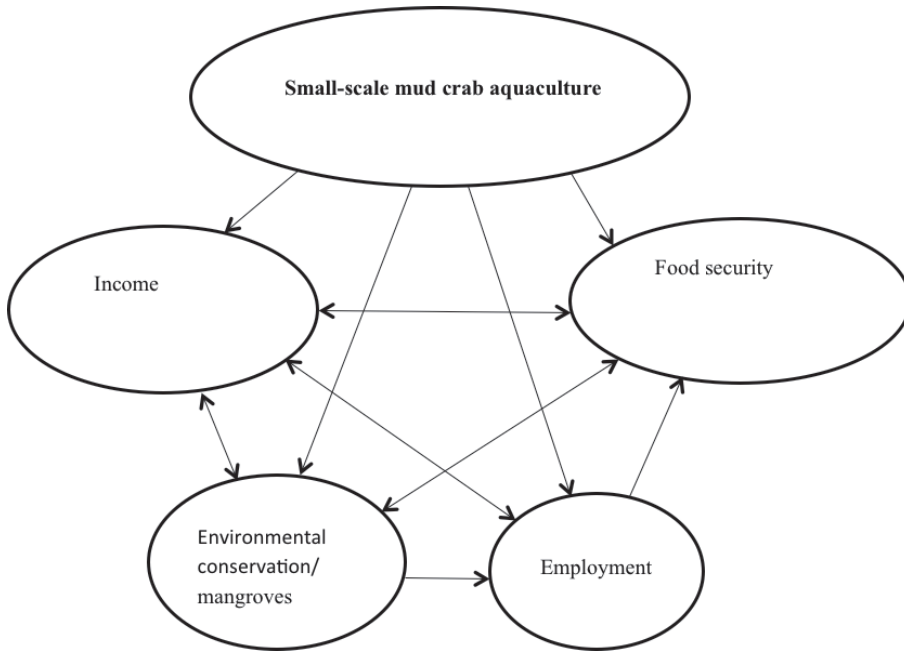 Small-scale mud crab aquaculture
Income
Food security
Environmental
conservation/
mangroves
Employment